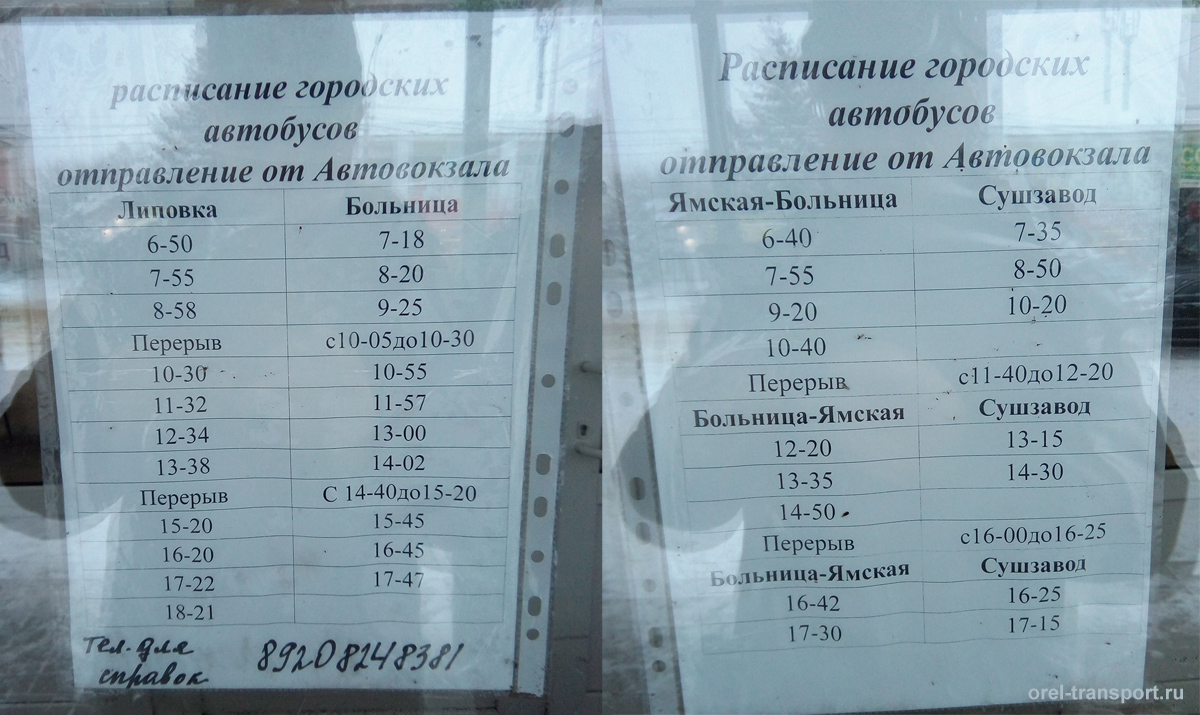 расписание городских
автобусов
отправление от Автовокзала
Липовка Больница
6-50 7-18
7-55 8-20
8-58 9-25
Перерыв с10-05до10-30
10-30 10-55
11-32 11-57
12-34 13-00
13-38 14-02
Перерыв С 14-40до15-20
15-20 15-45
16-20 16-45
17-22 17-47
18-21
Тел. для
справок 89208248381
Расписание городских
автобусов
отправление от Автовокзала
Ямская-Больница Сушзавод
6-40 7-35
7-55 8-50
9-20 10-20
10-40
Перерыв с11-40до12-20
Больница-Ямская Сушзавод
12-20 13-15
13-35 14-30
14-50
Перерыв с16-00до16-25
Больница-Ямская Сушзавод
16-42 16-25
17-30 17-15
orel-transport.ru